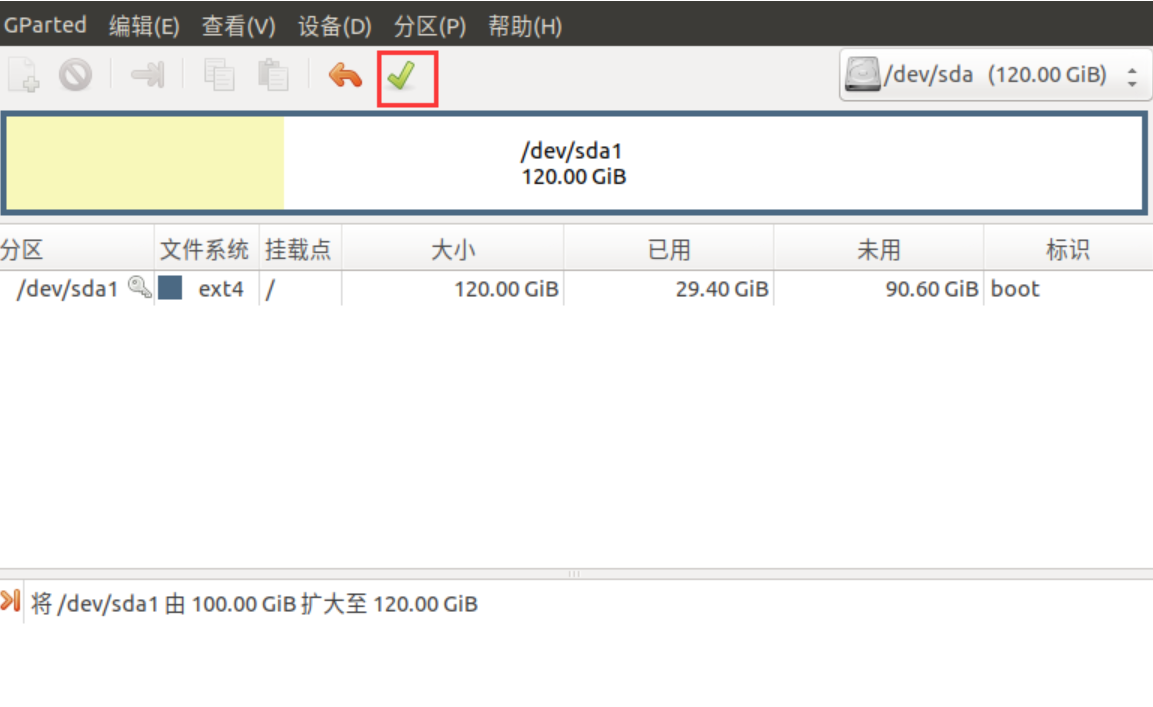 GParted 编辑(E) 查看(V) 设备(D) 分区(P) 帮助(H)
/dev/sda (120.00 GiB)
/dev/sda1
120.00 GiB
分区 文件系统 挂载点 大小 已用 未用 标识
/dev/sda1 ext4 / 120.00 GiB 29.40 GiB 90.60 GiB boot
将 /dev/sda1 由 100.00 GiB 扩大至 120.00 GiB